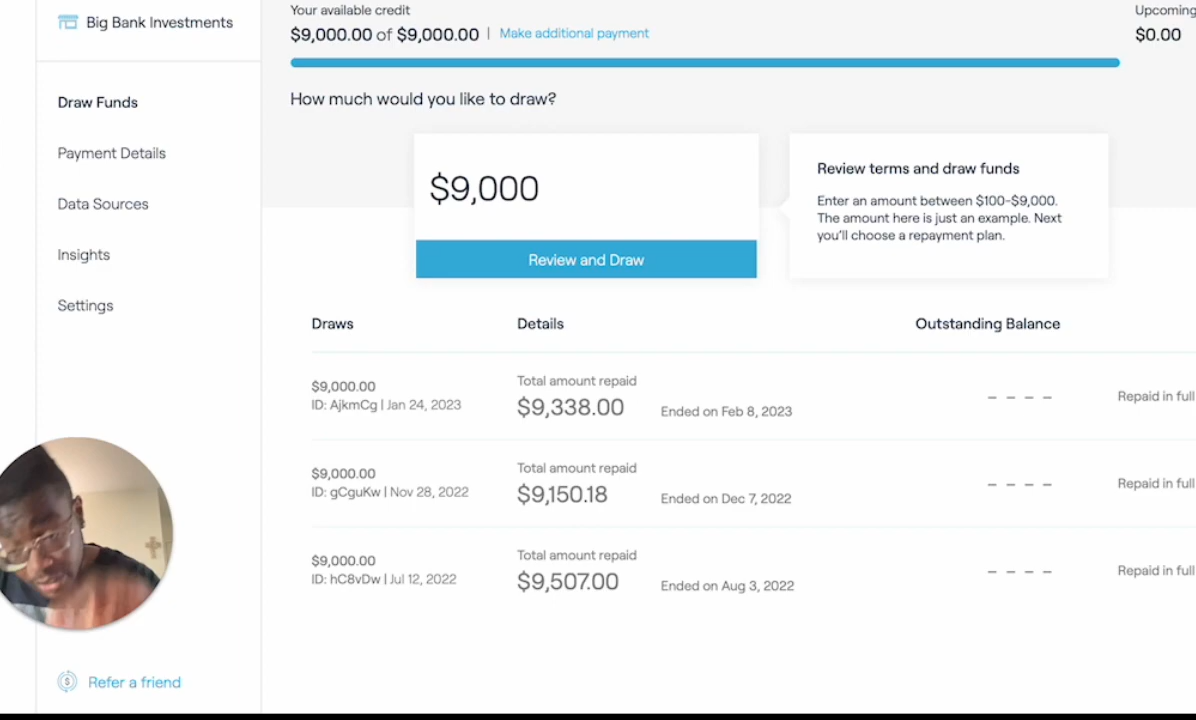 Big Bank Investments
Your available credit
$9,000.00 of $9,000.00 | Make additional payment
Upcoming
$0.00
Draw Funds
Payment Details
Data Sources
Insights
Settings
How much would you like to draw?
$9,000
Review and Draw
Review terms and draw funds
Enter an amount between $100-$9,000.
The amount here is just an example. Next
you'll choose a repayment plan.
Draws Details Outstanding Balance
$9,000.00
ID: AjkmCg | Jan 24, 2023
Total amount repaid
$9,338.00 Ended on Feb 8, 2023
– – – –
Repaid in full
$9,000.00
ID: gCguKw | Nov 28, 2022
Total amount repaid
$9,150.18 Ended on Dec 7, 2022
– – – –
Repaid in full
$9,000.00
ID: hC8vDw | Jul 12, 2022
Total amount repaid
$9,507.00 Ended on Aug 3, 2022
– – – –
Repaid in full
$ Refer a friend